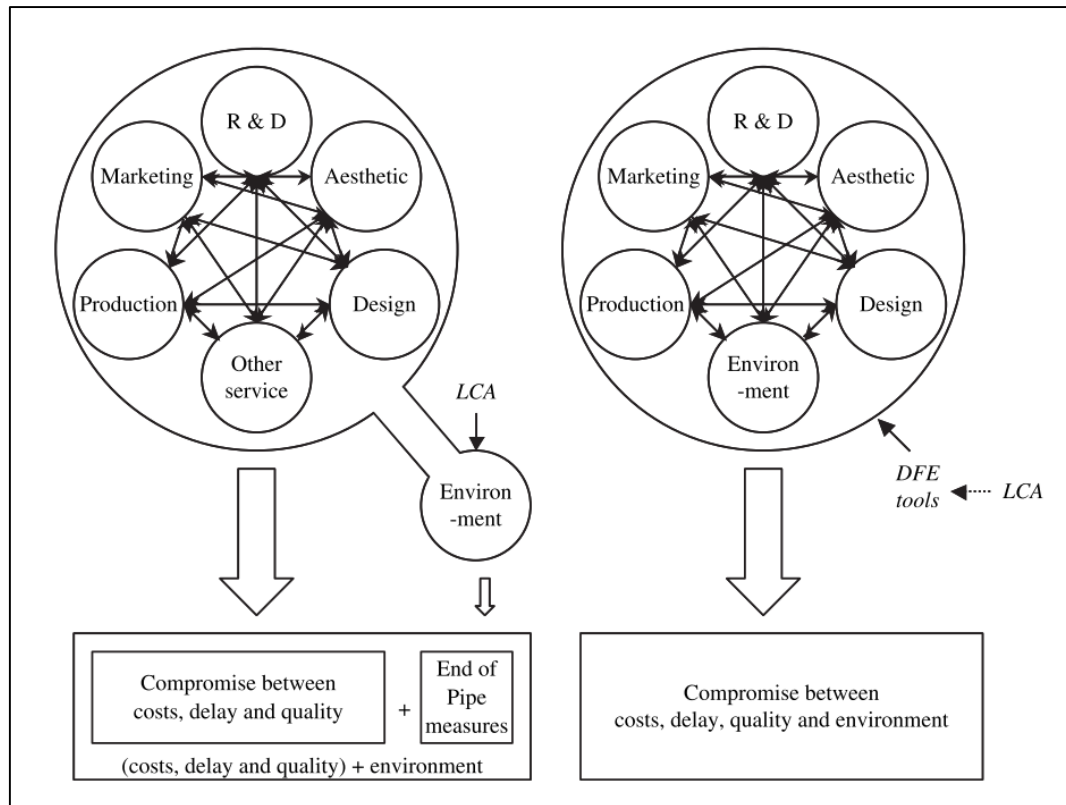 R & D
Marketing
Aesthetic
Production
Design
Other
service
LCA
Environ
-ment
Compromise between
costs, delay and quality
+
End of
Pipe
measures
(costs, delay and quality) + environment
R & D
Marketing
Aesthetic
Production
Design
Environ
-ment
DFE
tools
LCA
Compromise between
costs, delay, quality and environment